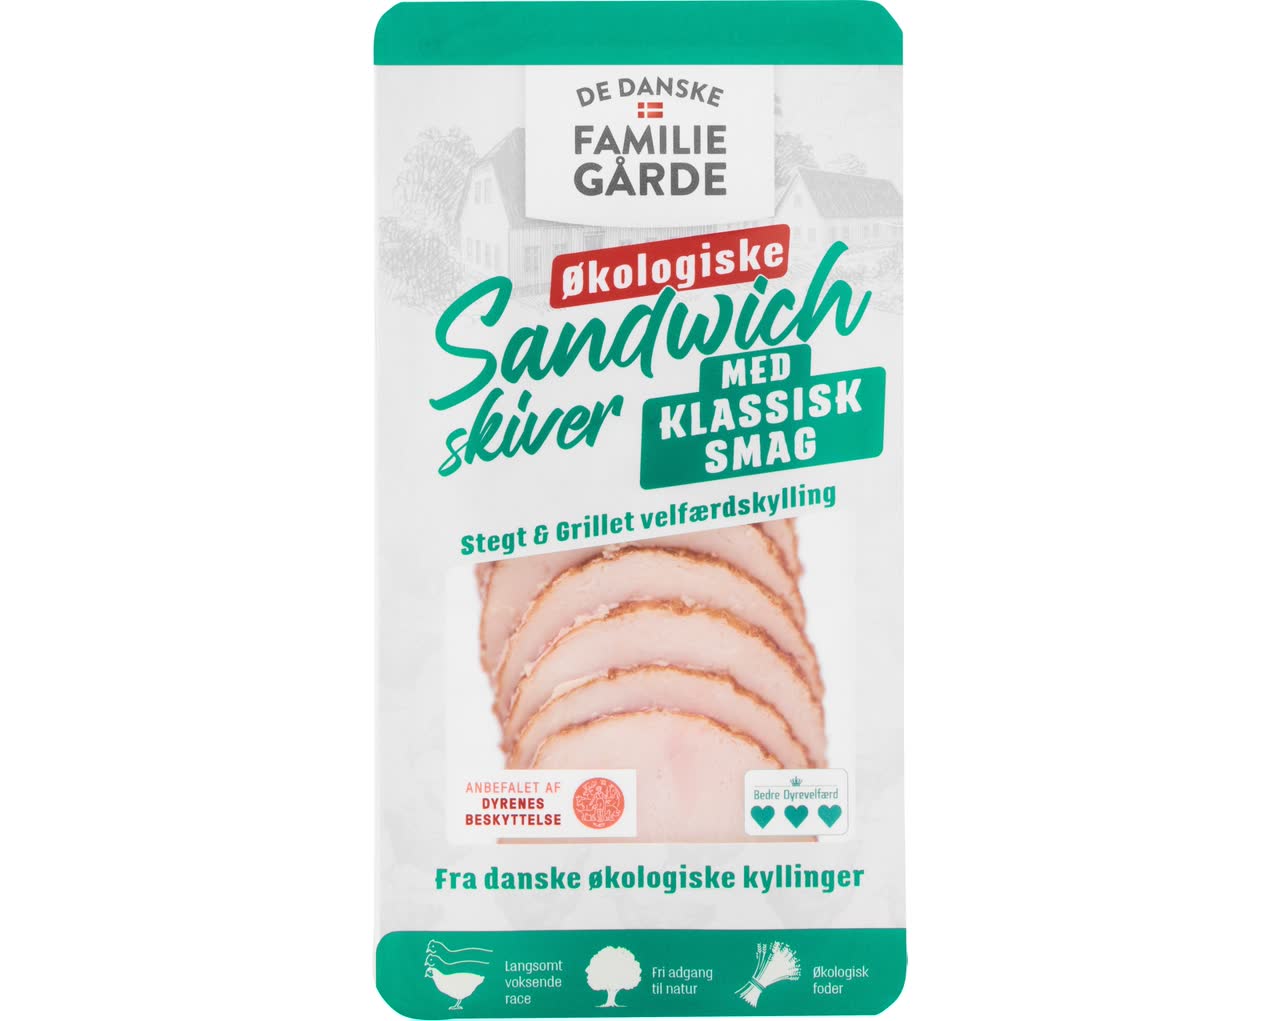 DE DANSKE
FAMILIE
GÅRDE
Økologiske
Sandwich
skiver
MED
KLASSISK
SMAG
Stegt & Grillet velfærdskylling
ANBEFALET AF
DYRENES
BESKYTTELSE
Bedre Dyrevelfærd
Fra danske økologiske kyllinger
Langsomt
voksende
race
Fri adgang
til natur
Økologisk
foder